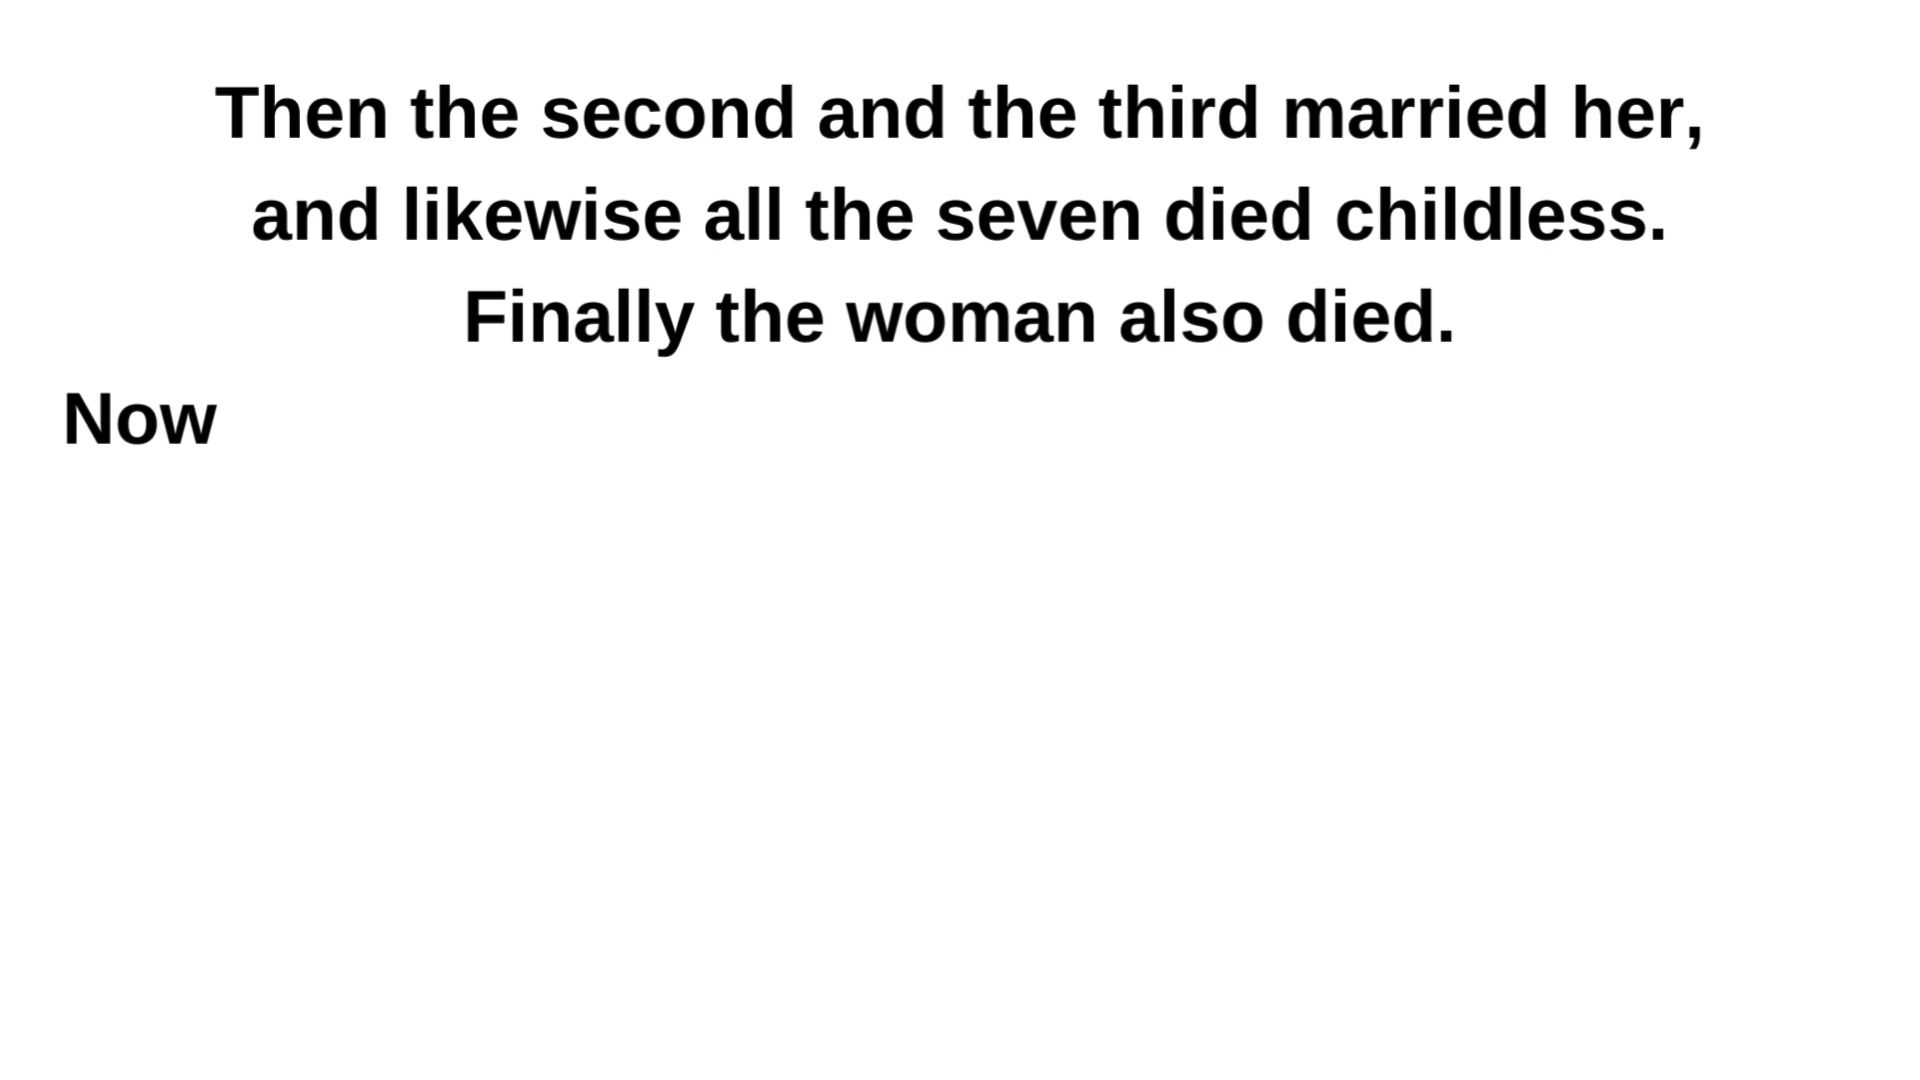 Then the second and the third married her,
and likewise all the seven died childless.
Finally the woman also died.
Now